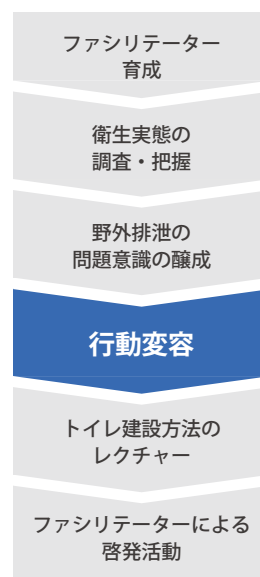 ファシリテーター
育成
衛生実態の
調査・把握
野外排泄の
問題意識の醸成
行動変容
トイレ建設方法の
レクチャー
ファシリテーターによる
啓発活動